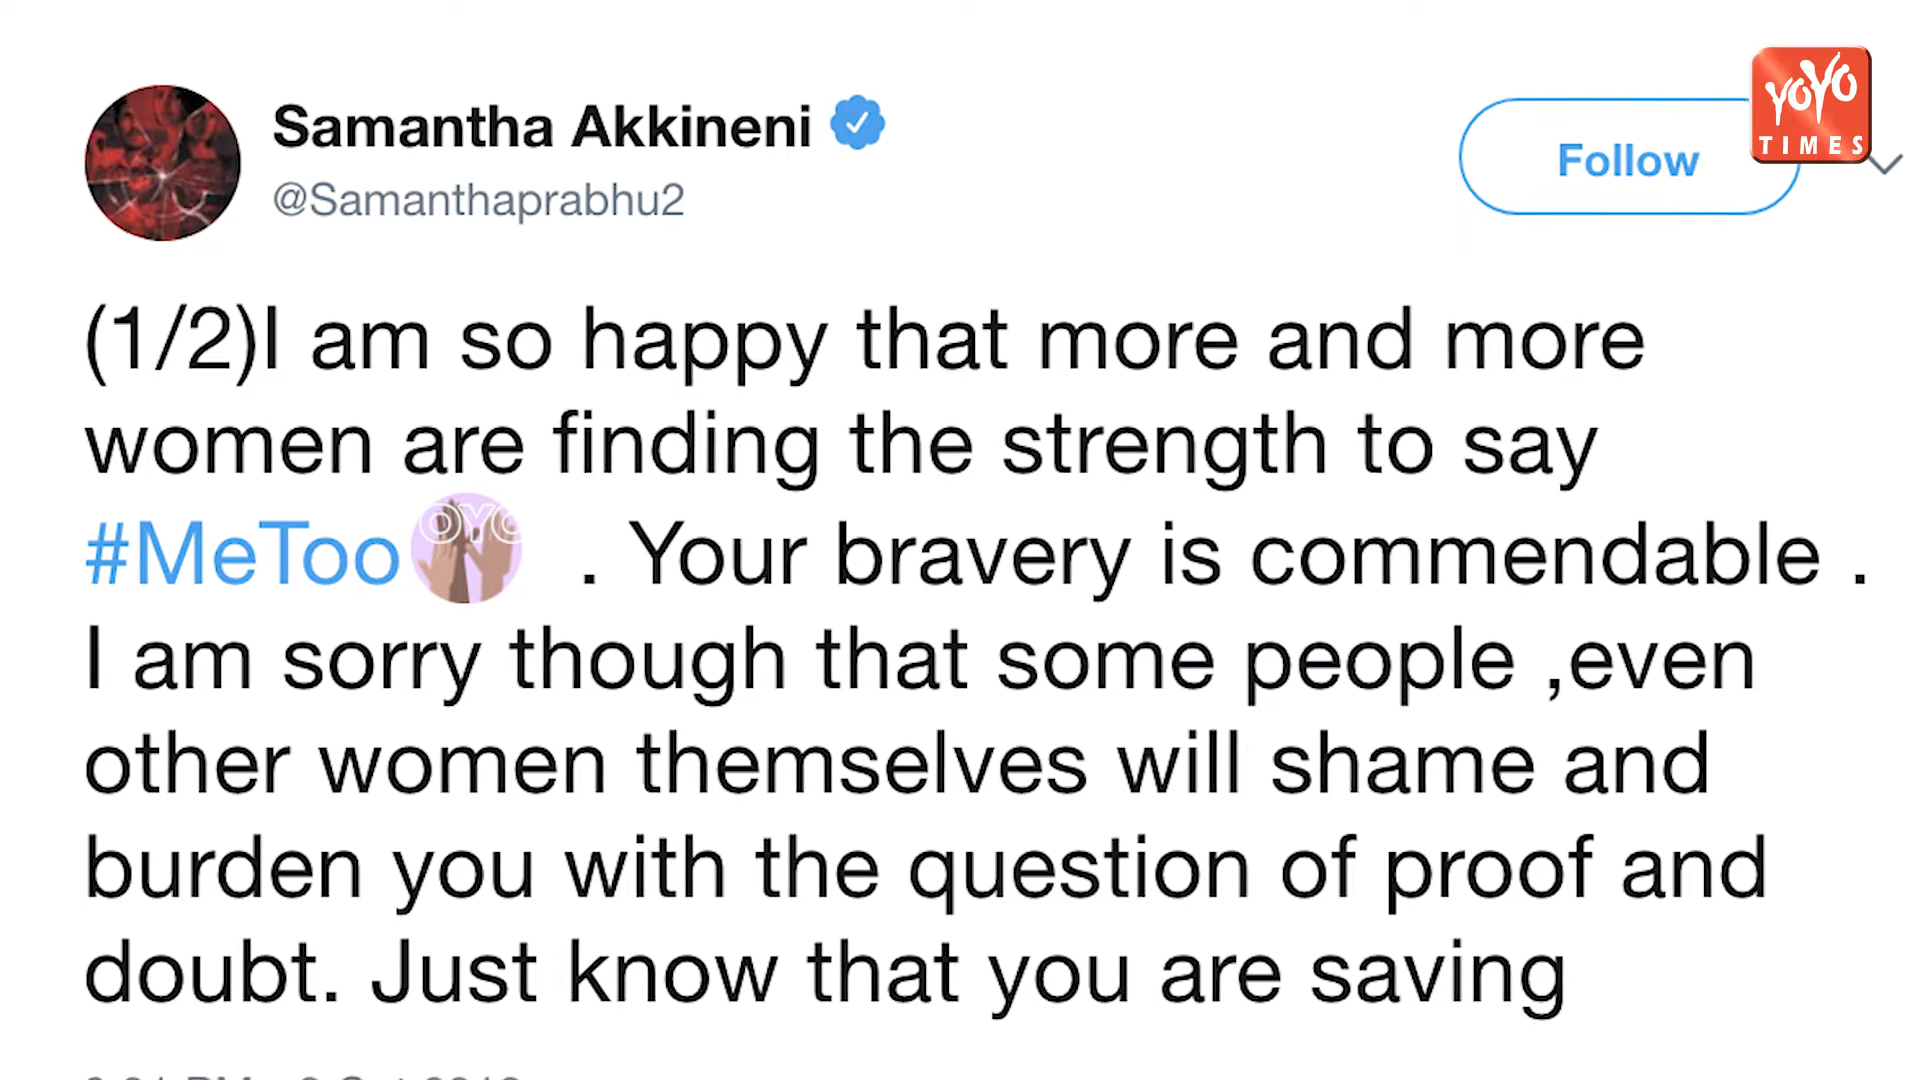 Samantha Akkineni
@Samanthaprabhu2
Follow
YOYO
TIMES
(1/2)I am so happy that more and more
women are finding the strength to say
#MeToo . Your bravery is commendable .
I am sorry though that some people ,even
other women themselves will shame and
burden you with the question of proof and
doubt. Just know that you are saving